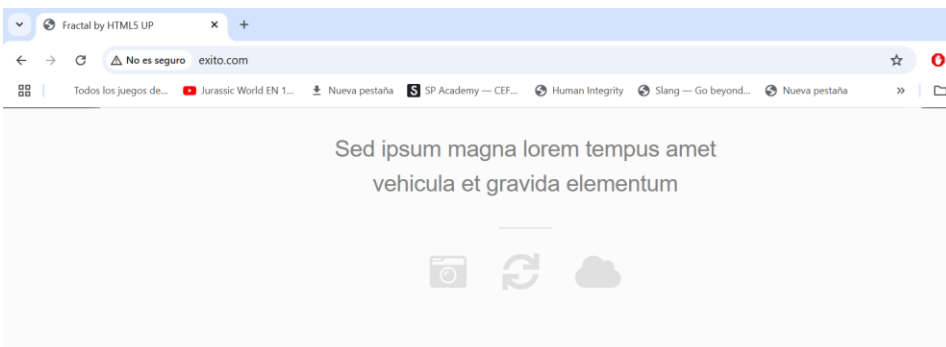 Fractal by HTML5 UP
No es seguro exito.com
Todos los juegos de... Jurassic World EN 1... Nueva pestaña S SP Academy — CEF... Human Integrity Slang — Go beyond... Nueva pestaña »
Sed ipsum magna lorem tempus amet
vehicula et gravida elementum